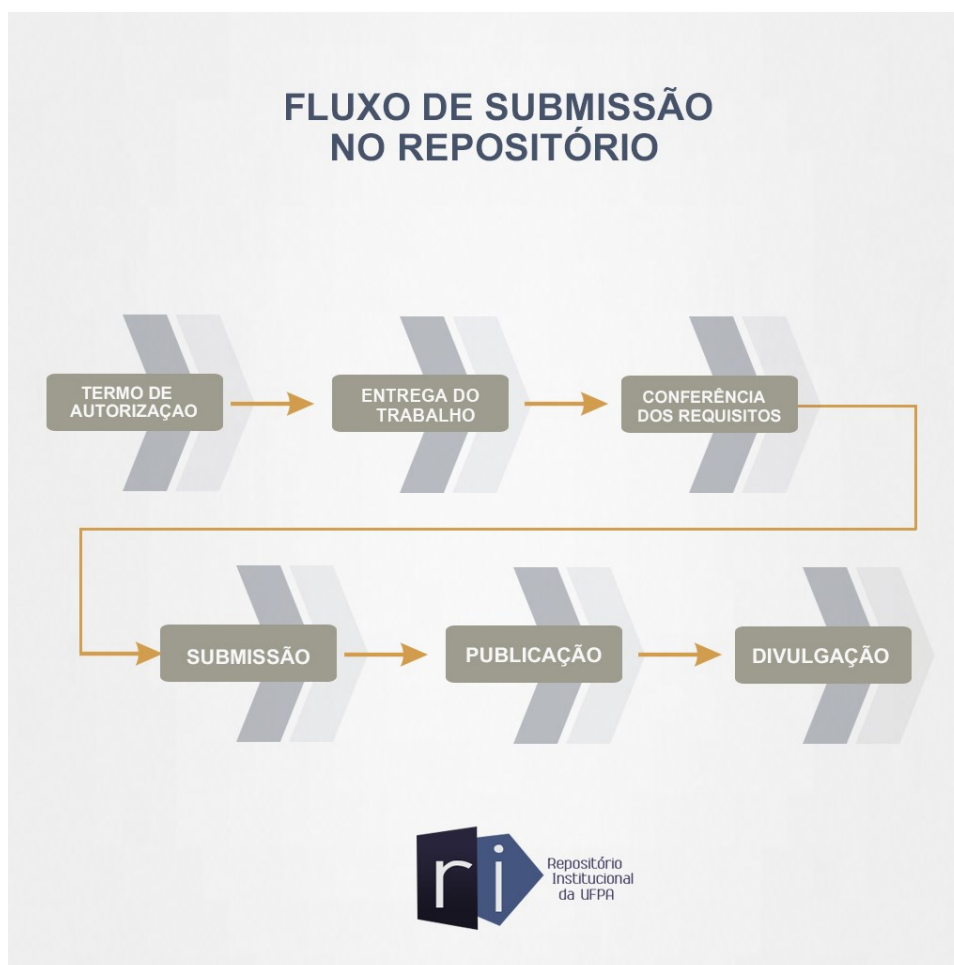 FLUXO DE SUBMISSÃO
NO REPOSITÓRIO
TERMO DE
AUTORIZAÇAO
ENTREGA DO
TRABALHO
CONFERÊNCIA
DOS REQUISITOS
SUBMISSÃO
PUBLICAÇÃO
DIVULGAÇÃO
ri
Repositório
Institucional
da UFPA